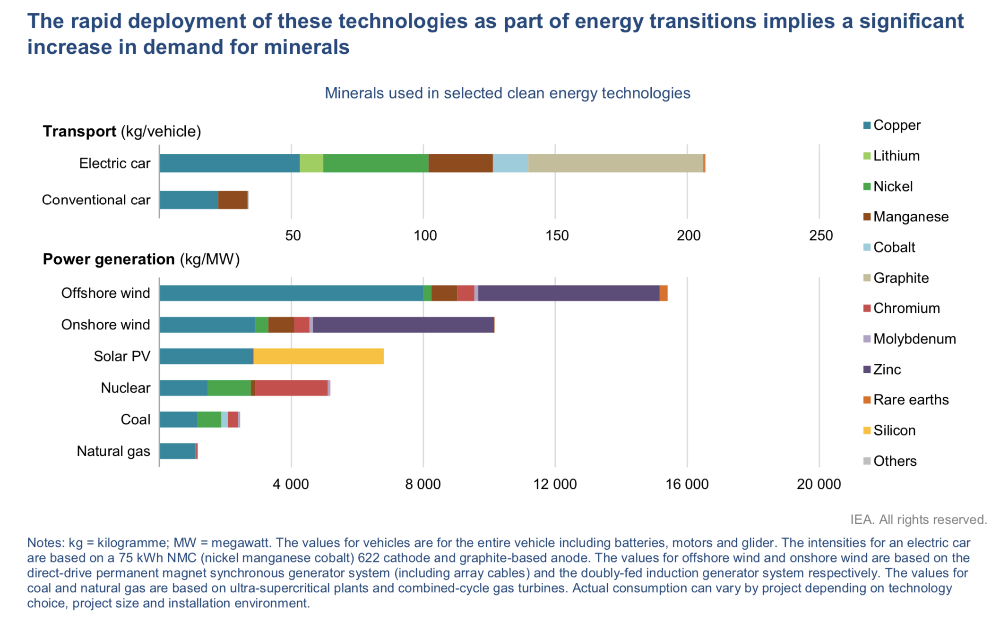 The rapid deployment of these technologies as part of energy transitions implies a significant
increase in demand for minerals
Minerals used in selected clean energy technologies
Transport (kg/vehicle)
Electric car
Conventional car
50 100 150 200 250
Power generation (kg/MW)
Offshore wind
Onshore wind
Solar PV
Nuclear
Coal
Natural gas
4 000 8 000 12 000 16 000 20 000
Copper
Lithium
Nickel
Manganese
Cobalt
Graphite
Chromium
Molybdenum
Zinc
Rare earths
Silicon
Others
IEA. All rights reserved.
Notes: kg = kilogramme; MW = megawatt. The values for vehicles are for the entire vehicle including batteries, motors and glider. The intensities for an electric car
are based on a 75 kWh NMC (nickel manganese cobalt) 622 cathode and graphite-based anode. The values for offshore wind and onshore wind are based on the
direct-drive permanent magnet synchronous generator system (including array cables) and the doubly-fed induction generator system respectively. The values for
coal and natural gas are based on ultra-supercritical plants and combined-cycle gas turbines. Actual consumption can vary by project depending on technology
choice, project size and installation environment.